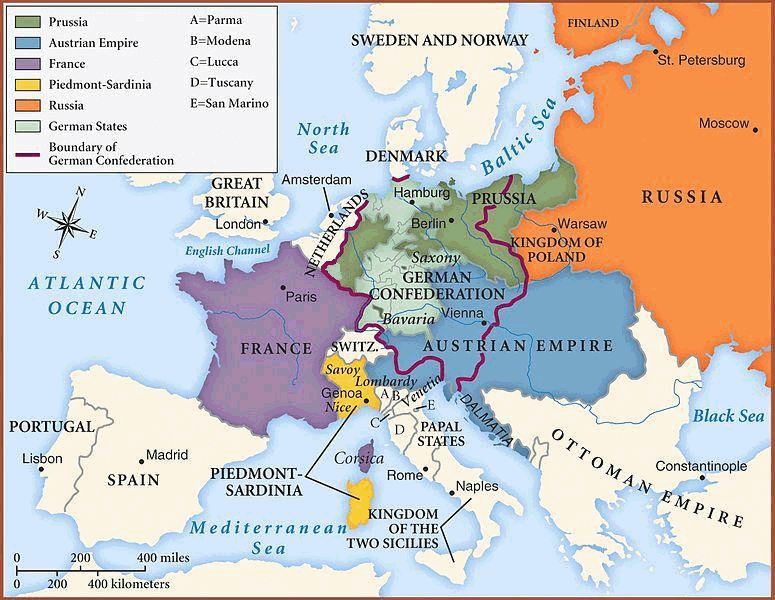 Prussia
Austrian Empire
France
Piedmont-Sardinia
Russia
German States
Boundary of
German Confederation
A=Parma
B=Modena
C=Lucca
D=Tuscany
E=San Marino
FINLAND
SWEDEN AND NORWAY
St. Petersburg
Moscow
North
Sea
Baltic Sea
DENMARK
Amsterdam
GREAT
BRITAIN
Hamburg
PRUSSIA
RUSSIA
N
W
E
S
London
NETHERLANDS
Berlin
Warsaw
KINGDOM OF
POLAND
English Channel
Saxony
GERMAN
CONFEDERATION
ATLANTIC
OCEAN
Paris
Bavaria
Vienna
FRANCE
SWITZ.
AUSTRIAN EMPIRE
Savoy
Lombardy
Venetia
Genoa
Nice
A
B
E
C
D
DALMATIA
Black Sea
PORTUGAL
PAPAL
STATES
OTTOMAN EMPIRE
Lisbon
Madrid
SPAIN
Corsica
PIEDMONT-
SARDINIA
Rome
Naples
Constantinople
Mediterranean
Sea
KINGDOM
OF THE
TWO SICILIES
0 200 400 miles
0 200 400 kilometers